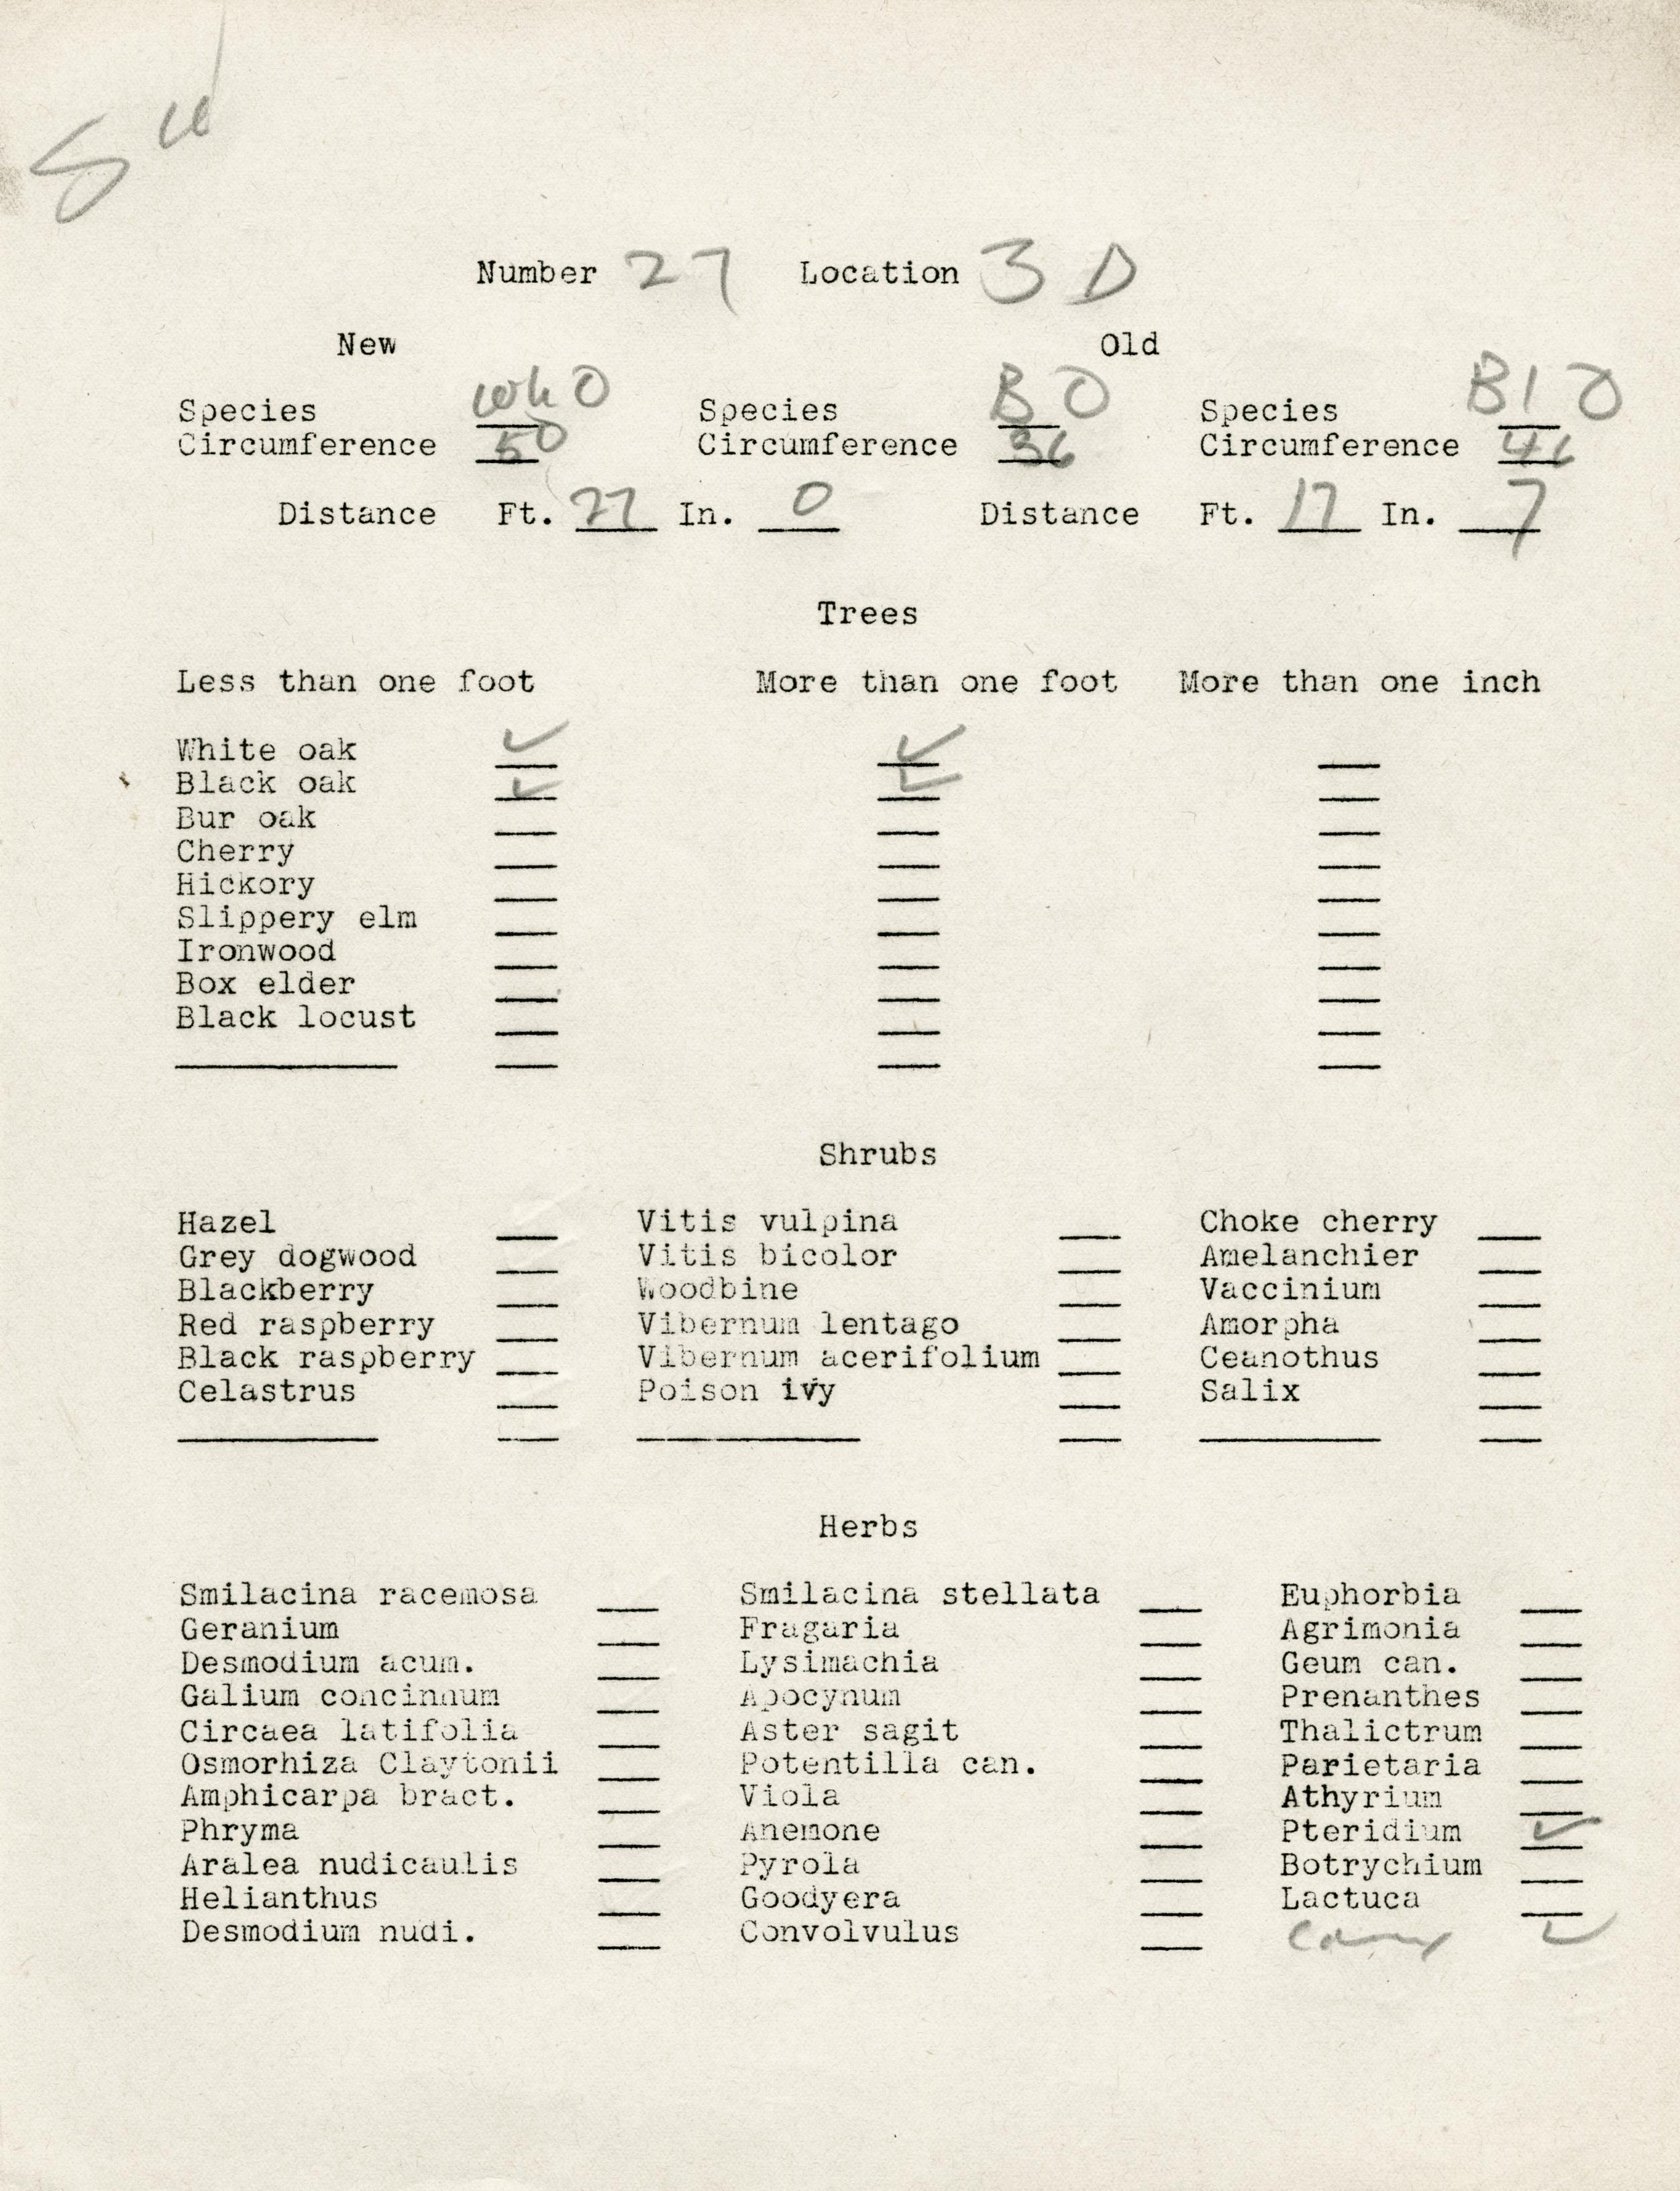 Number 27 Location 3 D
New Old
Species Wh O Species B O Species Bl O
Circumference 50 Circumference 36 Circumference
Distance Ft. 27 In. 0 Distance Ft. 17 In. 7
Trees
Less than one foot More than one foot More than one inch
White oak ✓ ✓
Black oak ✓ ✓
Bur oak
Cherry
Hickory
Slippery elm
Ironwood
Box elder
Black locust
Shrubs
Hazel Vitis vulpina Choke cherry
Grey dogwood Vitis bicolor Amelanchier
Blackberry Woodbine Vaccinium
Red raspberry Vibernum lentago Amorpha
Black raspberry Vibernum acerifolium Ceanothus
Celastrus Poison ivy Salix
Herbs
Smilacina racemosa Smilacina stellata Euphorbia
Geranium Fragaria Agrimonia
Desmodium acum. Lysimachia Geum can.
Galium concinnum Apocynum Prenanthes
Circaea latifolia Aster sagit Thalictrum
Osmorhiza Claytonii Potentilla can. Parietaria
Amphicarpa bract. Viola Athyrium
Phryma Anemone Pteridium ✓
Aralea nudicaulis Pyrola Botrychium
Helianthus Goodyera Lactuca
Desmodium nudi. Convolvulus Carex ✓